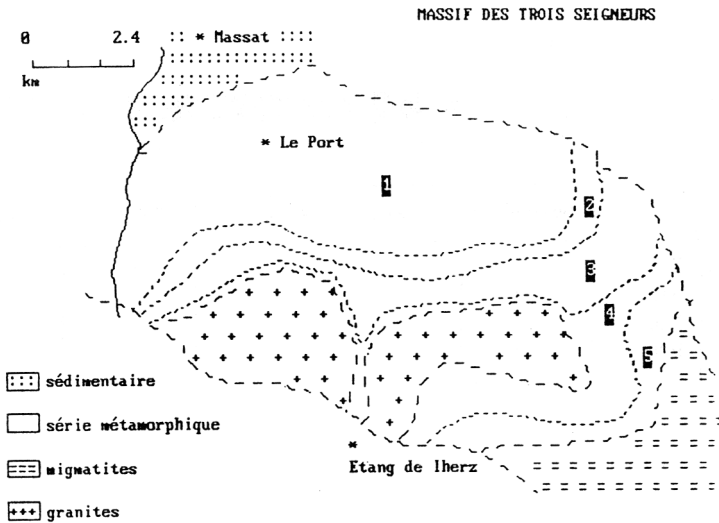 MASSIF DES TROIS SEIGNEURS
0 2.4
km
* Massat
* Le Port
1
2
3
4
5
sédimentaire
série métamorphique
migmatites
granites
*
Etang de lherz